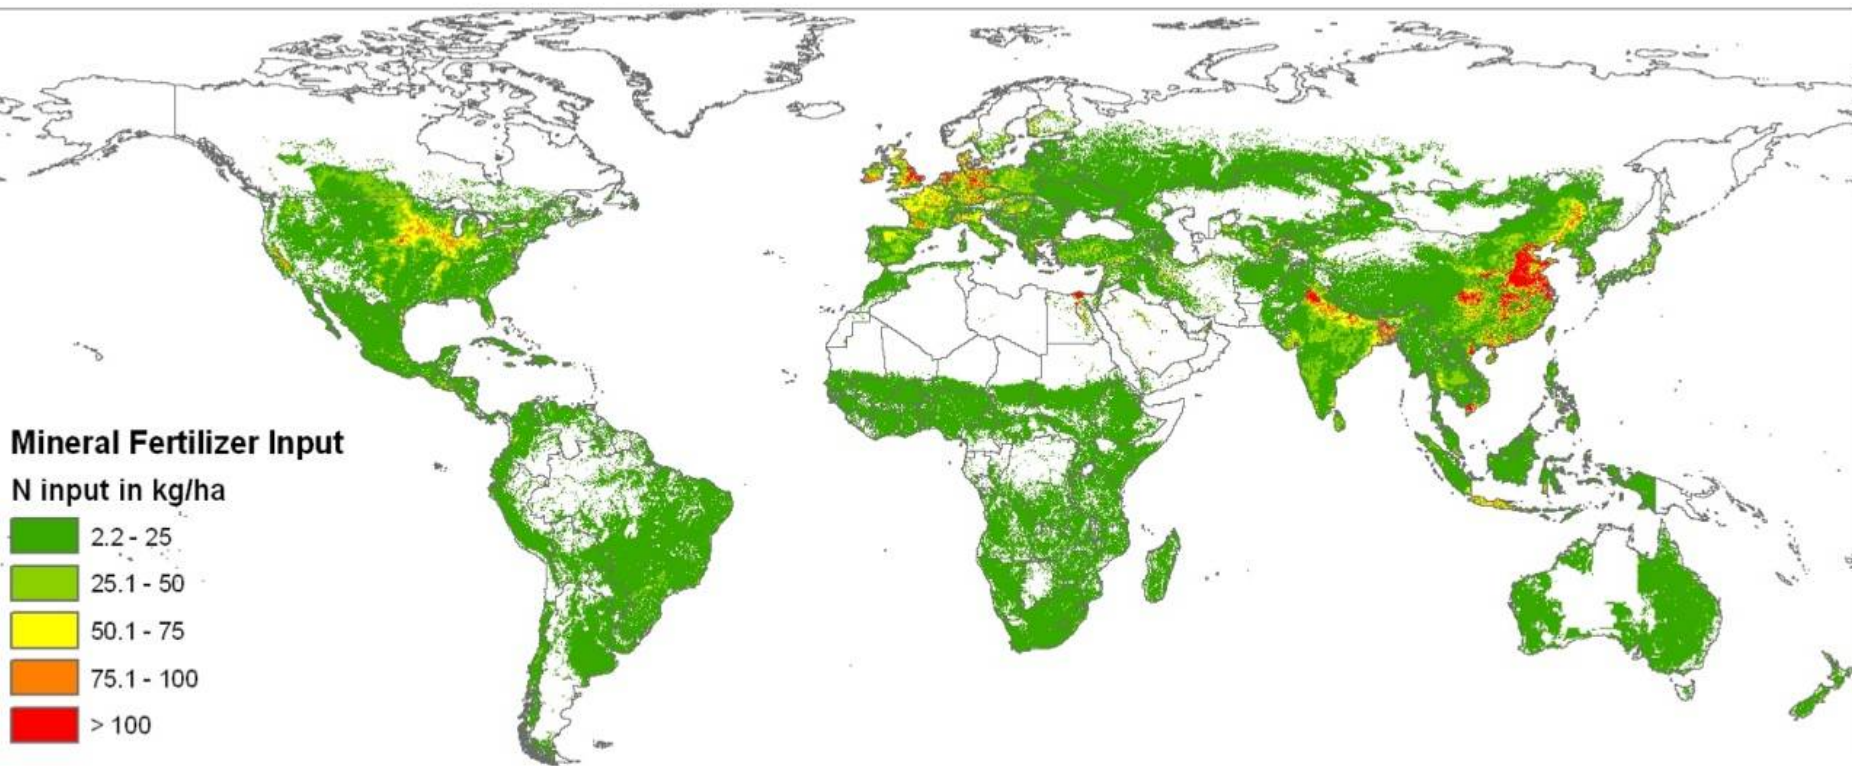 Mineral Fertilizer Input
N input in kg/ha
2.2 - 25
25.1 - 50
50.1 - 75
75.1 - 100
> 100